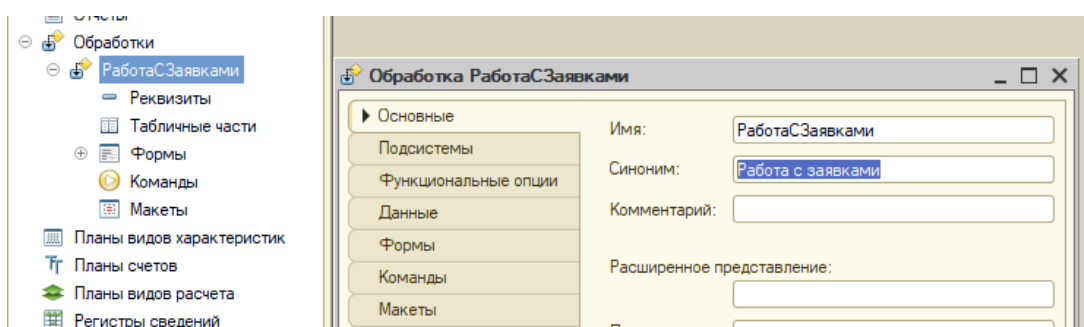 Отчеты
Обработки
РаботаСЗаявками
Реквизиты
Табличные части
Формы
Команды
Макеты
Планы видов характеристик
Планы счетов
Планы видов расчета
Регистры сведений
Обработка РаботаСЗаявками
Основные
Подсистемы
Функциональные опции
Данные
Формы
Команды
Макеты
Имя: РаботаСЗаявками
Синоним: Работа с заявками
Комментарий:
Расширенное представление: